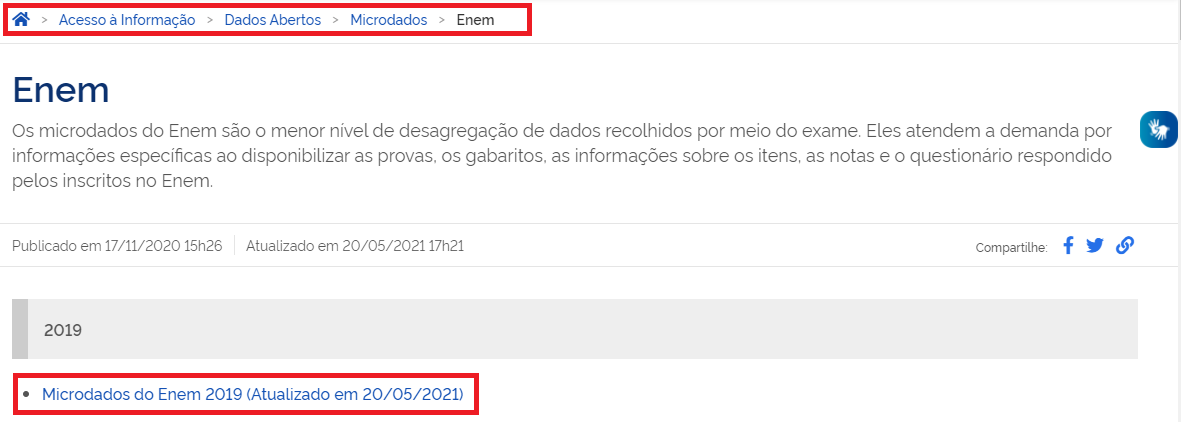 > Acesso à Informação > Dados Abertos > Microdados > Enem
Enem
Os microdados do Enem são o menor nível de desagregação de dados recolhidos por meio do exame. Eles atendem a demanda por
informações específicas ao disponibilizar as provas, os gabaritos, as informações sobre os itens, as notas e o questionário respondido
pelos inscritos no Enem.
Publicado em 17/11/2020 15h26 Atualizado em 20/05/2021 17h21 Compartilhe:
2019
• Microdados do Enem 2019 (Atualizado em 20/05/2021)